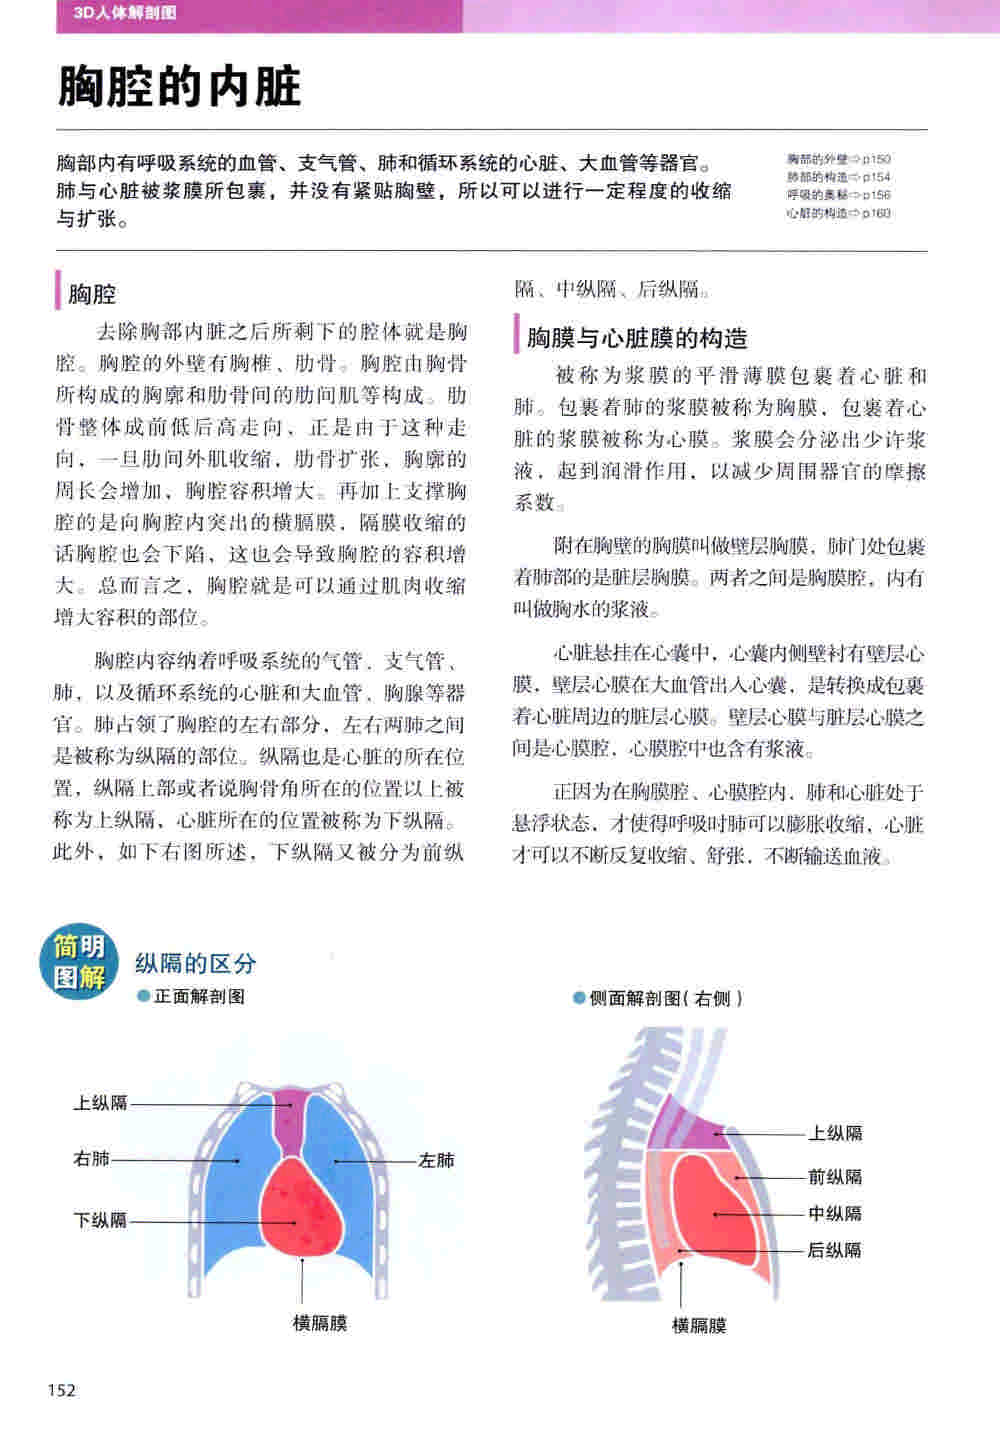 3D人体解剖图
胸腔的内脏
胸部内有呼吸系统的血管、支气管、肺和循环系统的心脏、大血管等器官。
肺与心脏被浆膜所包裹，并没有紧贴胸壁，所以可以进行一定程度的收缩
与扩张。
胸部的外壁⇨p150
肺部的构造⇨p154
呼吸的奥秘⇨p156
心脏的构造⇨p160
胸腔
去除胸部内脏之后所剩下的腔体就是胸
腔。胸腔的外壁有胸椎、肋骨。胸腔由胸骨
所构成的胸廓和肋骨间的肋间肌等构成。肋
骨整体成前低后高走向、正是由于这种走
向，一旦肋间外肌收缩，肋骨扩张，胸廓的
周长会增加、胸腔容积增大。再加上支撑胸
腔的是向胸腔内突出的横膈膜，隔膜收缩的
话胸腔也会下陷，这也会导致胸腔的容积增
大。总而言之，胸腔就是可以通过肌肉收缩
增大容积的部位。
胸腔内容纳着呼吸系统的气管、支气管、
肺，以及循环系统的心脏和大血管、胸腺等器
官。肺占领了胸腔的左右部分，左右两肺之间
是被称为纵隔的部位。纵隔也是心脏的所在位
置，纵隔上部或者说胸骨角所在的位置以上被
称为上纵隔，心脏所在的位置被称为下纵隔。
此外，如下右图所述，下纵隔又被分为前纵
隔、中纵隔、后纵隔。
胸膜与心脏膜的构造
被称为浆膜的平滑薄膜包裹着心脏和
肺。包裹着肺的浆膜被称为胸膜，包裹着心
脏的浆膜被称为心膜。浆膜会分泌出少许浆
液，起到润滑作用，以减少周围器官的摩擦
系数。
附在胸壁的胸膜叫做壁层胸膜，肺门处包裹
着肺部的是脏层胸膜。两者之间是胸膜腔，内有
叫做胸水的浆液。
心脏悬挂在心囊中，心囊内侧壁衬有壁层心
膜，壁层心膜在大血管出入心囊，是转换成包裹
着心脏周边的脏层心膜。壁层心膜与脏层心膜之
间是心膜腔，心膜腔中也含有浆液。
正因为在胸膜腔、心膜腔内，肺和心脏处于
悬浮状态，才使得呼吸时肺可以膨胀收缩，心脏
才可以不断反复收缩、舒张，不断输送血液。
简明
图解
纵隔的区分
正面解剖图
上纵隔
右肺
左肺
下纵隔
横膈膜
侧面解剖图(右侧)
上纵隔
前纵隔
中纵隔
后纵隔
横膈膜
152